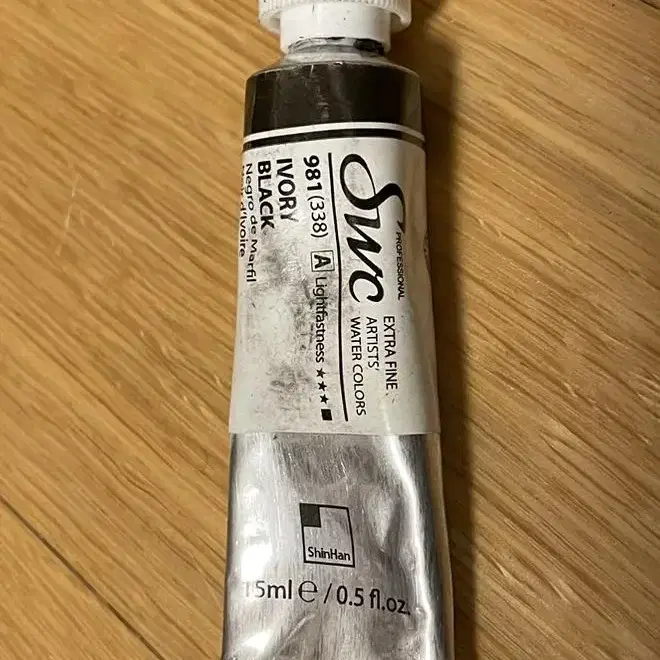 Swc
PROFESSIONAL
EXTRA FINE
ARTISTS'
WATER COLORS
981(338) A Lightfastness ★★★■
IVORY
BLACK
Negro de Marfil
Noir d'Ivoire
ShinHan
15ml ℮ / 0.5 fl.oz.